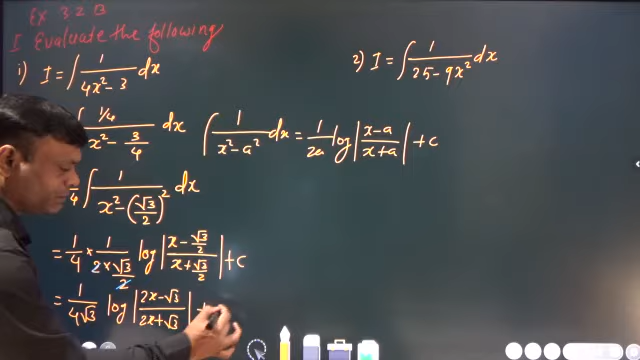 Ex 3.2 B
I Evaluate the following
i) I = ∫ 1/(4x² - 3) dx
∫ (1/4)/(x² - 3/4) dx
∫ 1/(x² - a²) dx = 1/2a log |(x-a)/(x+a)| + c
4 ∫ 1/(x² - (√3/2)²) dx
= 1/4 × 1/(2 × √3/2) log |(x - √3/2)/(x + √3/2)| + c
= 1/4√3 log |(2x-√3)/(2x+√3)|
2) I = ∫ 1/(25 - 9x²) dx